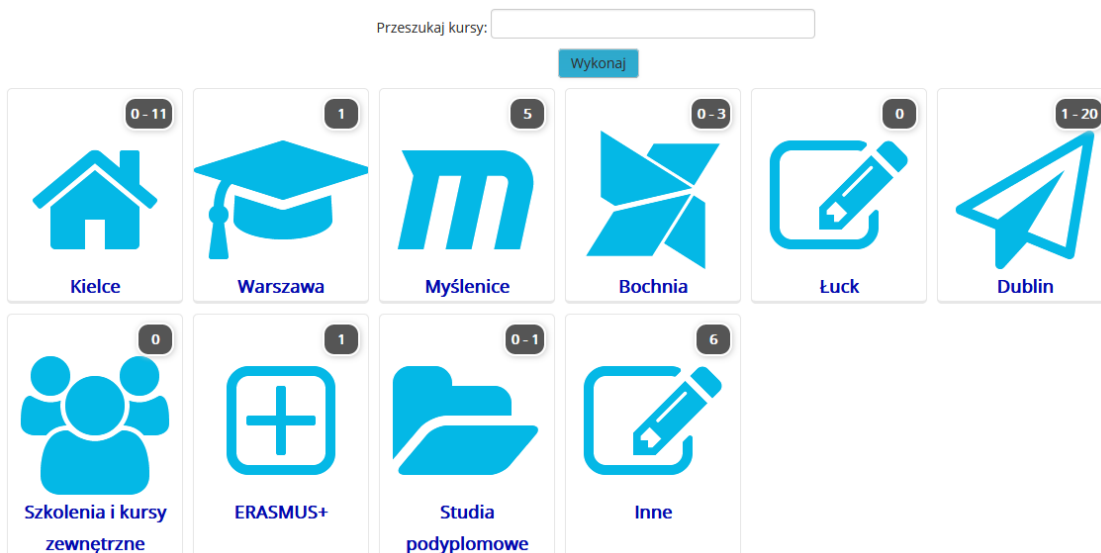 Przeszukaj kursy:
Wykonaj
0 - 11
1
5
0 - 3
0
1 - 20
Kielce
Warszawa
Myślenice
Bochnia
Łuck
Dublin
0
1
0 - 1
6
Szkolenia i kursy
zewnętrzne
ERASMUS+
Studia
podyplomowe
Inne